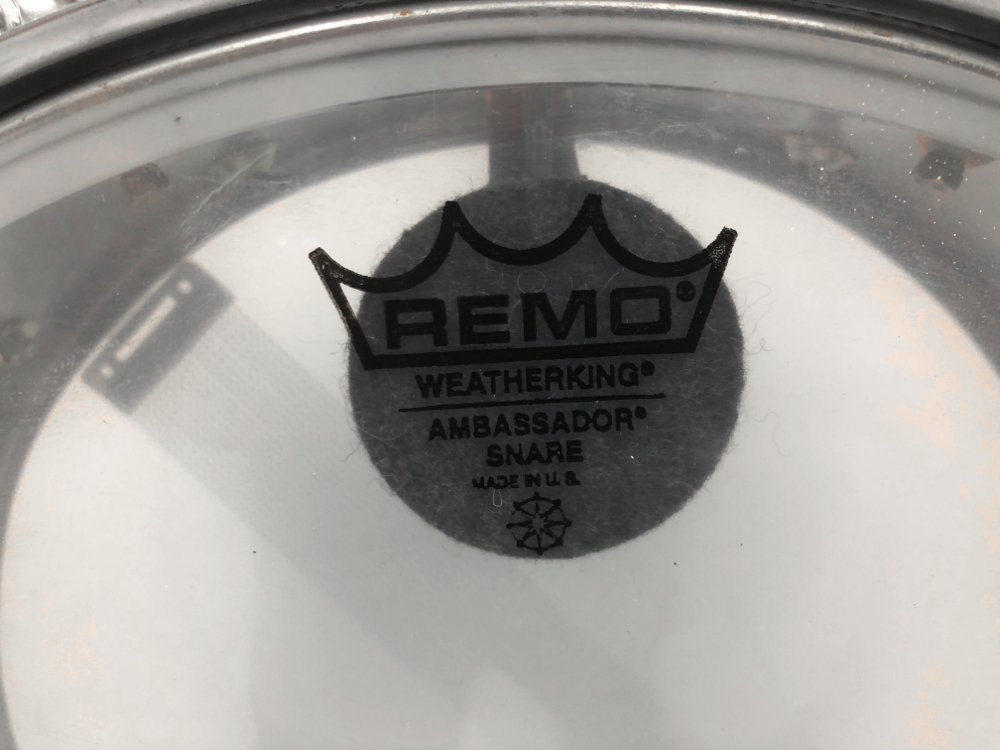 REMO®
WEATHERKING®
AMBASSADOR®
SNARE
MADE IN U.S.